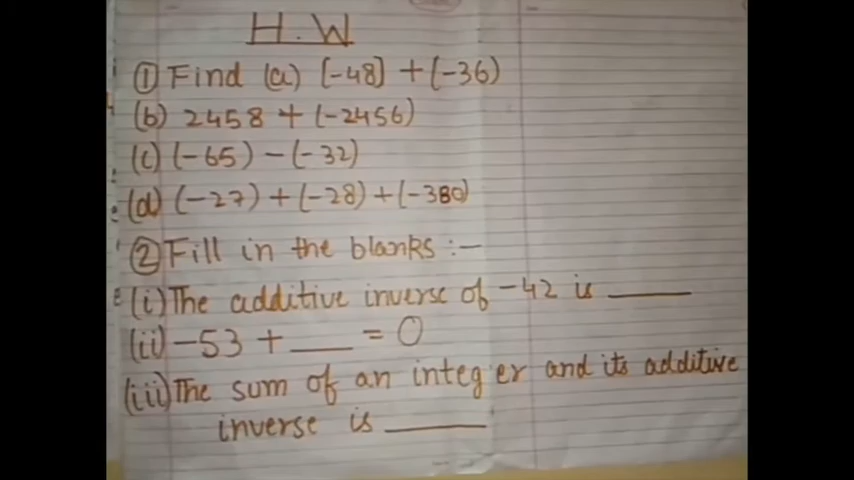 H.W
① Find (a) [-48] + (-36)
(b) 2458 + (-2456)
(c) (-65) - (-32)
(d) (-27) + (-28) + (-380)
② Fill in the blanks :-
(i) The additive inverse of -42 is ____
(ii) -53 + ____ = 0
(iii) The sum of an integer and its additive
inverse is ____